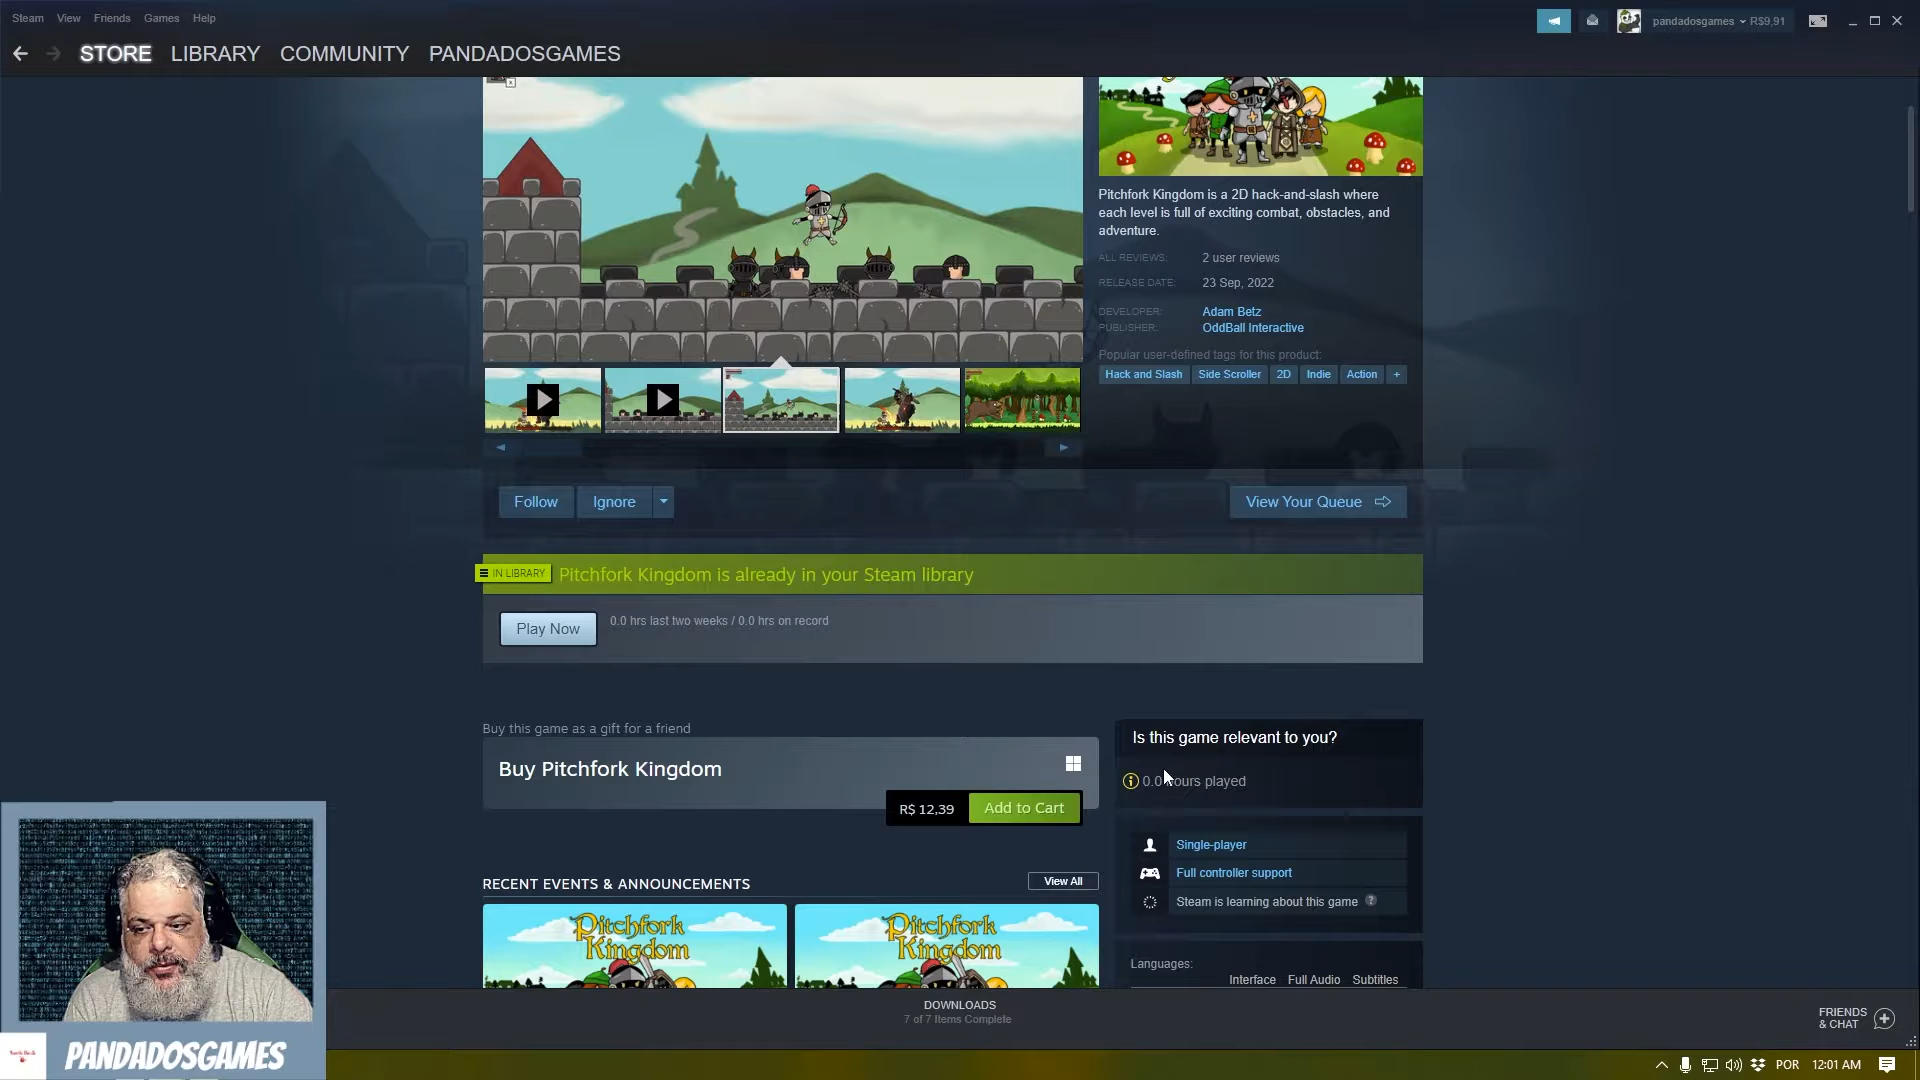 Steam View Friends Games Help
pandadosgames R$9,91
STORE LIBRARY COMMUNITY PANDADOSGAMES
Pitchfork Kingdom is a 2D hack-and-slash where
each level is full of exciting combat, obstacles, and
adventure.
ALL REVIEWS: 2 user reviews
RELEASE DATE: 23 Sep, 2022
DEVELOPER: Adam Betz
PUBLISHER: OddBall Interactive
Popular user-defined tags for this product:
Hack and Slash Side Scroller 2D Indie Action +
Follow Ignore
View Your Queue
IN LIBRARY Pitchfork Kingdom is already in your Steam library
Play Now 0.0 hrs last two weeks / 0.0 hrs on record
Buy this game as a gift for a friend
Buy Pitchfork Kingdom
R$ 12,39 Add to Cart
Is this game relevant to you?
0.0 hours played
Single-player
Full controller support
Steam is learning about this game ?
RECENT EVENTS & ANNOUNCEMENTS View All
Pitchfork
Kingdom
Pitchfork
Kingdom
Languages:
Interface Full Audio Subtitles
DOWNLOADS
7 of 7 Items Complete
FRIENDS
& CHAT
PANDADOSGAMES
POR 12:01 AM